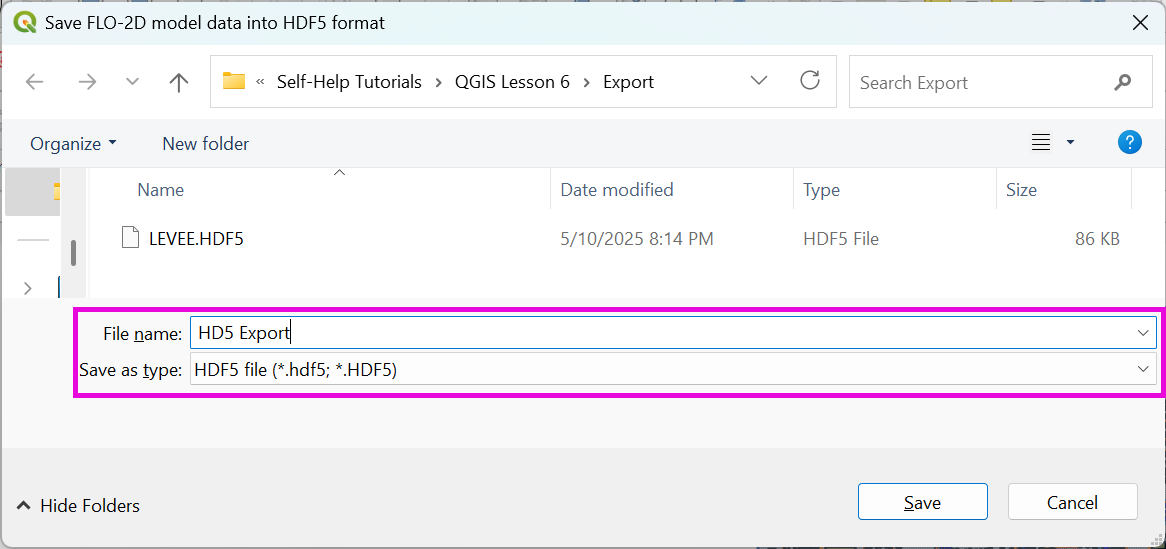 Save FLO-2D model data into HDF5 format
« Self-Help Tutorials › QGIS Lesson 6 › Export
Search Export
Organize New folder
Name Date modified Type Size
LEVEE.HDF5 5/10/2025 8:14 PM HDF5 File 86 KB
File name: HD5 Export
Save as type: HDF5 file (*.hdf5; *.HDF5)
Hide Folders Save Cancel